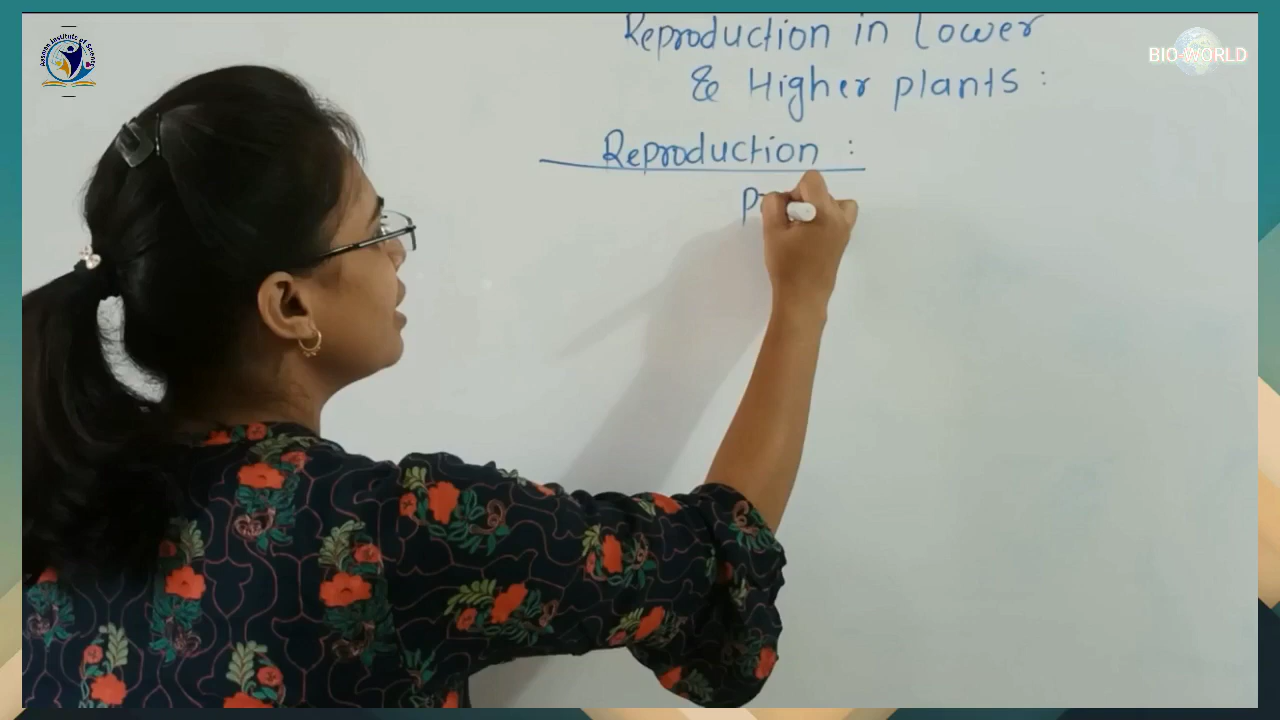 Reproduction in lower
& Higher plants :
Reproduction :
BIO-WORLD